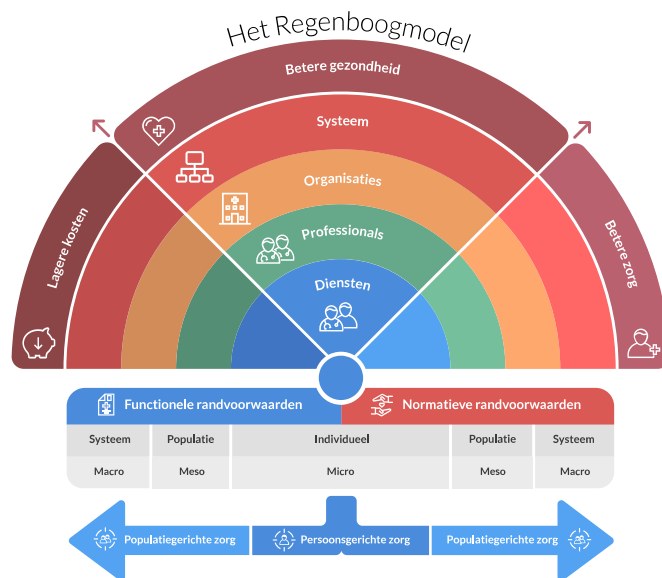 Het Regenboogmodel
Betere gezondheid
Systeem
Organisaties
Professionals
Diensten
Lagere kosten
Betere zorg
Functionele randvoorwaarden
Normatieve randvoorwaarden
Systeem
Populatie
Individueel
Populatie
Systeem
Macro
Meso
Micro
Meso
Macro
Populatiegerichte zorg
Persoonsgerichte zorg
Populatiegerichte zorg